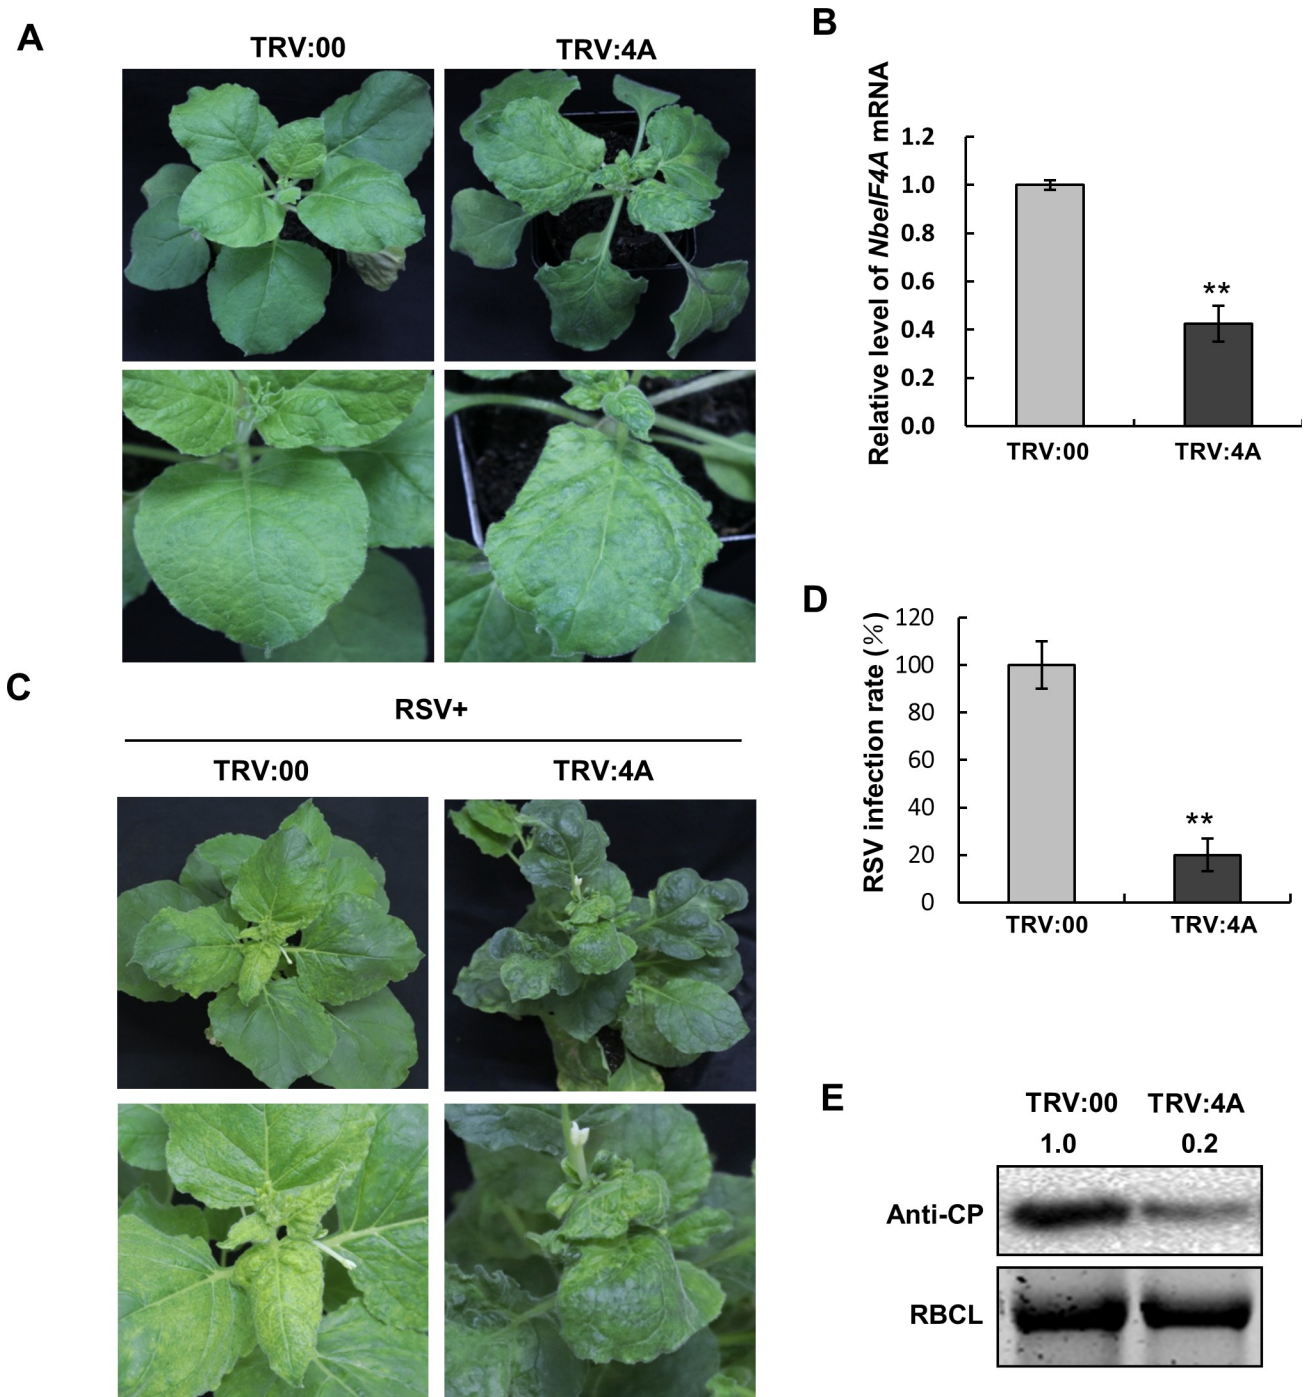 A
TRV:00
TRV:4A
B
Relative level of NbeIF4A mRNA
1.2
1.0
0.8
0.6
0.4
0.2
0.0
**
TRV:00
TRV:4A
C
RSV+
TRV:00
TRV:4A
D
RSV infection rate (%)
120
100
80
60
40
20
0
**
TRV:00
TRV:4A
E
TRV:00
TRV:4A
1.0
0.2
Anti-CP
RBCL